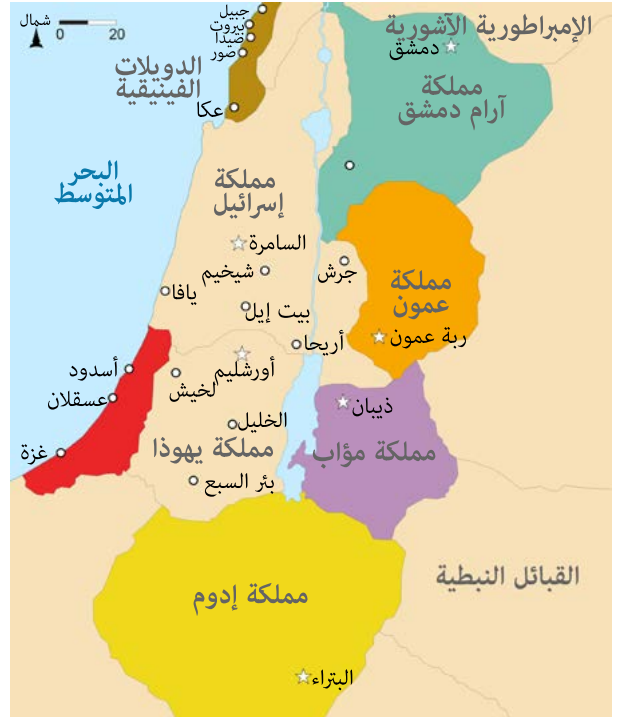 شمال
0
20
جبيل
بيروت
صيدا
صور
الإمبراطورية الآشورية
دمشق
الدويلات
الفينيقية
مملكة
آرام دمشق
عكا
البحر
المتوسط
مملكة
إسرائيل
السامرة
شيخيم
جرش
مملكة
عمون
يافا
بيت إيل
ربة عمون
أريحا
أورشليم
أسدود
لخيش
عسقلان
ذيبان
الخليل
غزة
مملكة يهوذا
مملكة مؤاب
بئر السبع
القبائل النبطية
مملكة إدوم
البتراء